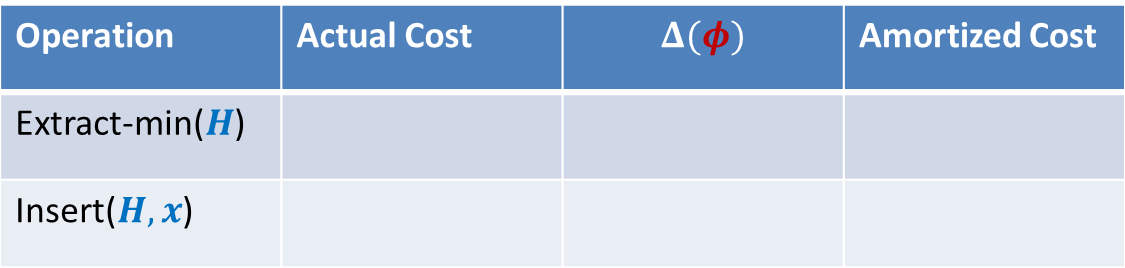 Operation Actual Cost Δ(ϕ) Amortized Cost
Extract-min(H)
Insert(H, x)